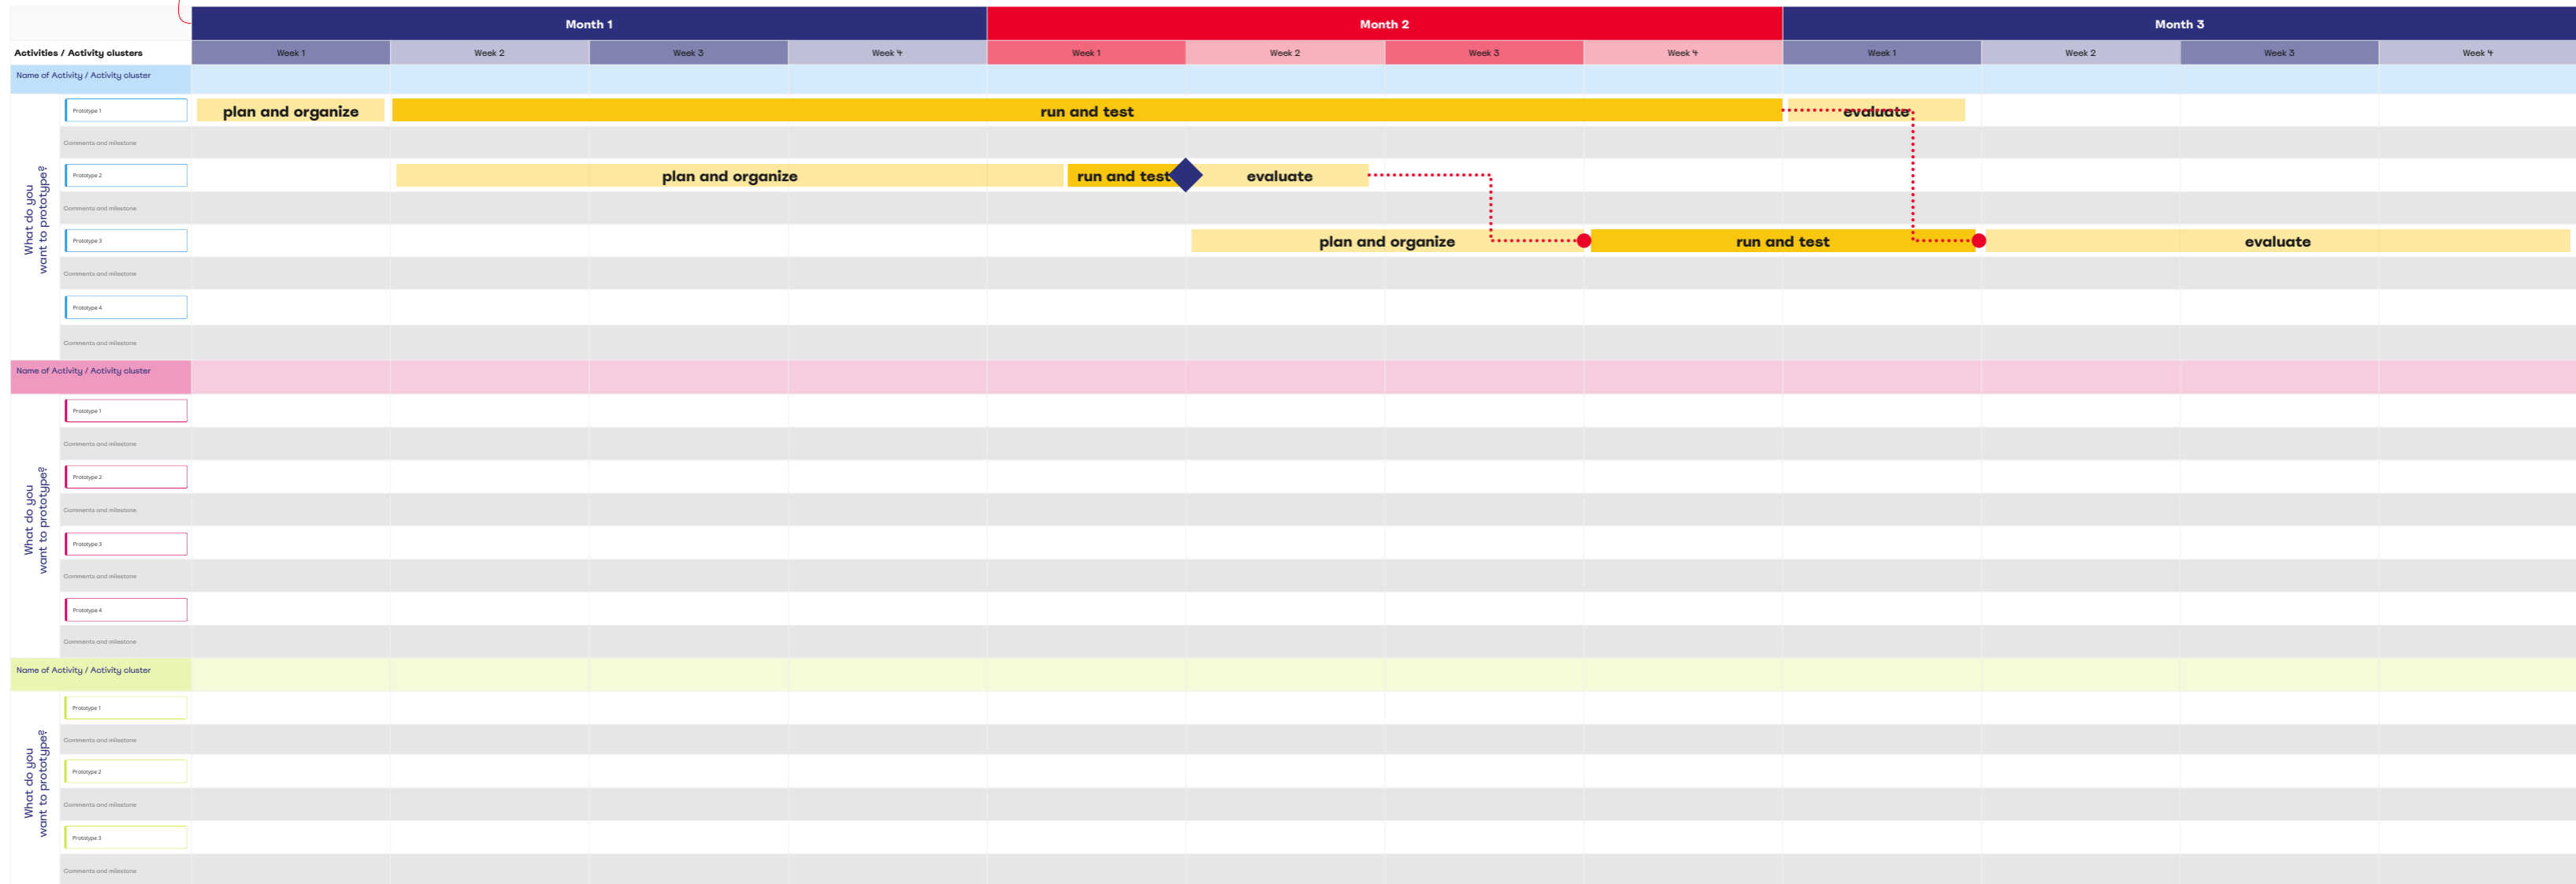 Month 1 Month 2 Month 3
Activities / Activity clusters Week 1 Week 2 Week 3 Week 4 Week 1 Week 2 Week 3 Week 4 Week 1 Week 2 Week 3 Week 4
Name of Activity / Activity cluster
What do you
want to prototype?
Prototype 1 plan and organize run and test evaluate
Comments and milestone
Prototype 2 plan and organize run and test evaluate
Comments and milestone
Prototype 3 plan and organize run and test evaluate
Comments and milestone
Prototype 4
Comments and milestone
Name of Activity / Activity cluster
What do you
want to prototype?
Prototype 1
Comments and milestone
Prototype 2
Comments and milestone
Prototype 3
Comments and milestone
Prototype 4
Comments and milestone
Name of Activity / Activity cluster
What do you
want to prototype?
Prototype 1
Comments and milestone
Prototype 2
Comments and milestone
Prototype 3
Comments and milestone